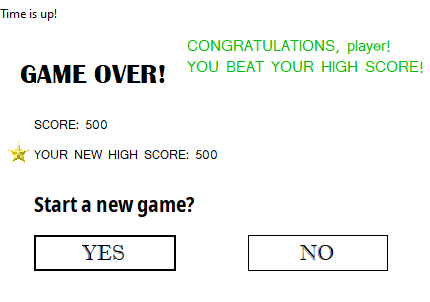 Time is up!
CONGRATULATIONS, player!
YOU BEAT YOUR HIGH SCORE!
GAME OVER!
SCORE: 500
YOUR NEW HIGH SCORE: 500
Start a new game?
YES
NO